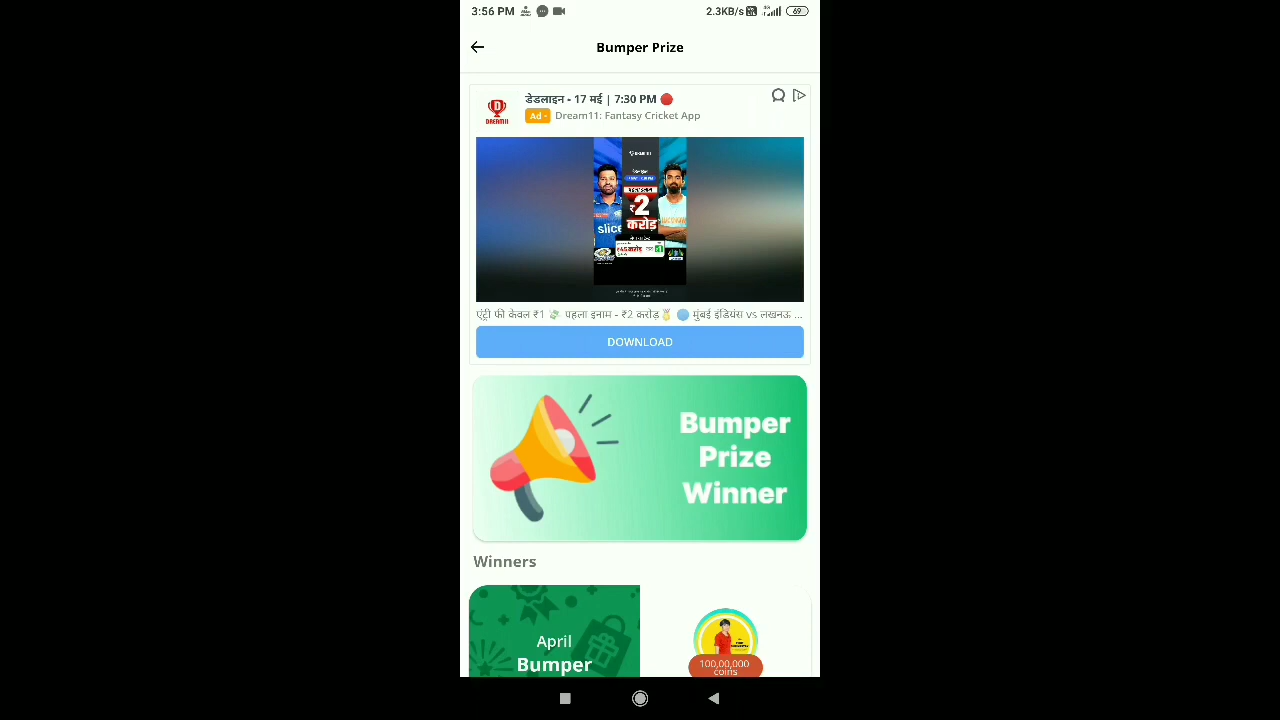 3:56 PM
2.3KB/s
69
Bumper Prize
डेडलाइन - 17 मई | 7:30 PM
DREAM11
Ad -
Dream11: Fantasy Cricket App
₹2
करोड़
slice
एंट्री फी केवल ₹1 💸 पहला इनाम - ₹2 करोड़🏅 🔵 मुंबई इंडियंस vs लखनऊ ...
DOWNLOAD
Bumper
Prize
Winner
Winners
April
Bumper
100,00,000
coins